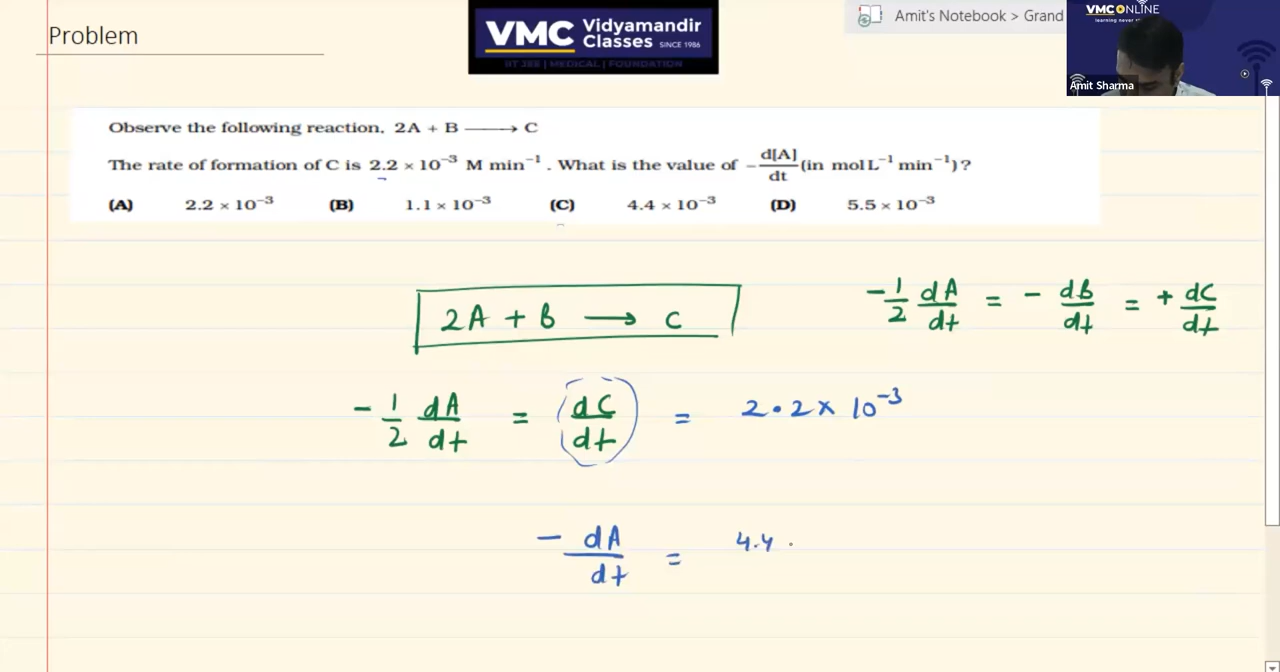 Problem
VMC Vidyamandir Classes SINCE 1986
IIT JEE | MEDICAL | FOUNDATION
Amit's Notebook > Grand
VMC ONLINE
Amit Sharma
Observe the following reaction, 2A + B ⟶ C
The rate of formation of C is 2.2 × 10⁻³ M min⁻¹. What is the value of −d[A]/dt (in mol L⁻¹ min⁻¹)?
(A) 2.2 × 10⁻³ (B) 1.1 × 10⁻³ (C) 4.4 × 10⁻³ (D) 5.5 × 10⁻³
2A + B ⟶ C
−1/2 dA/dt = − dB/dt = + dC/dt
−1/2 dA/dt = dC/dt = 2.2 × 10⁻³
− dA/dt = 4.4 .